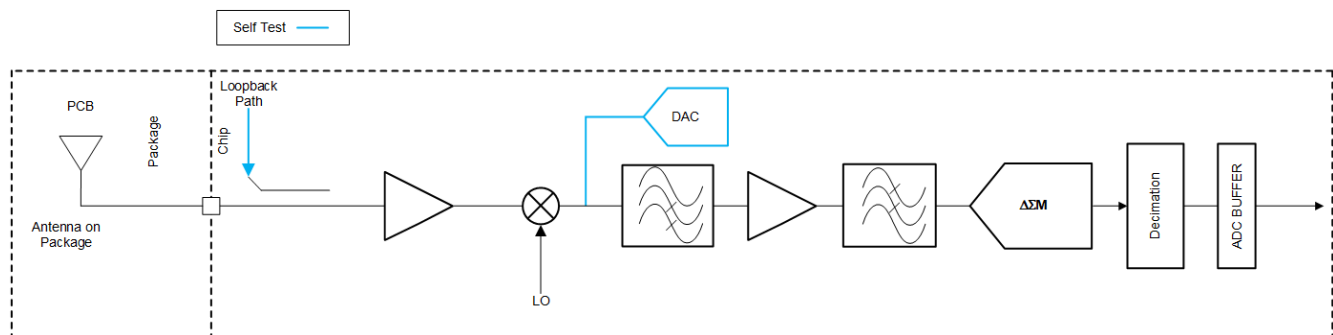 Self Test
PCB
Package
Chip
Loopback
Path
DAC
Antenna on
Package
LO
ΔΣM
Decimation
ADC BUFFER